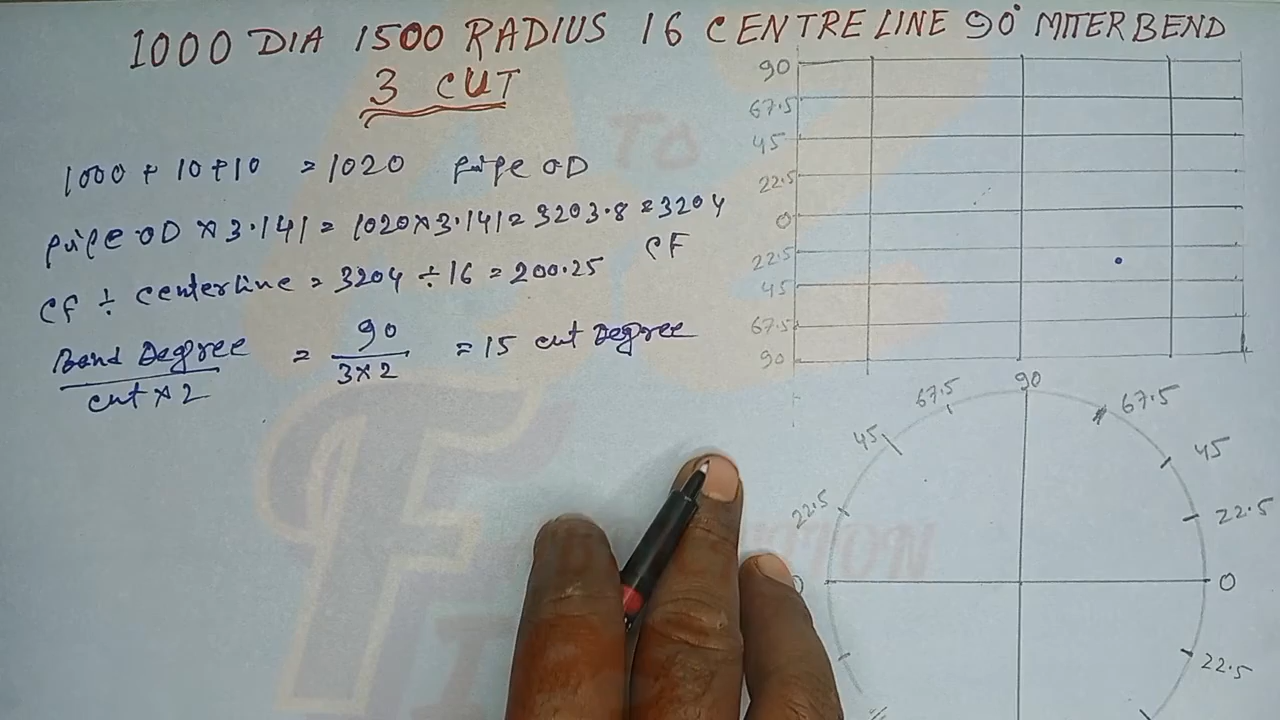 1000 DIA 1500 RADIUS 16 CENTRE LINE 90° MITER BEND
3 CUT
1000 + 10 + 10 = 1020 pipe OD
pipe OD × 3.141 = 1020 × 3.141 = 3203.8 = 3204
CF
CF ÷ centerline = 3204 ÷ 16 = 200.25
Bend Degree
cut × 2
=
90
3×2
= 15 cut Degree
90
67.5
45
22.5
0
22.5
45
67.5
90
90
67.5
67.5
45
45
22.5
22.5
0
0
22.5
TO